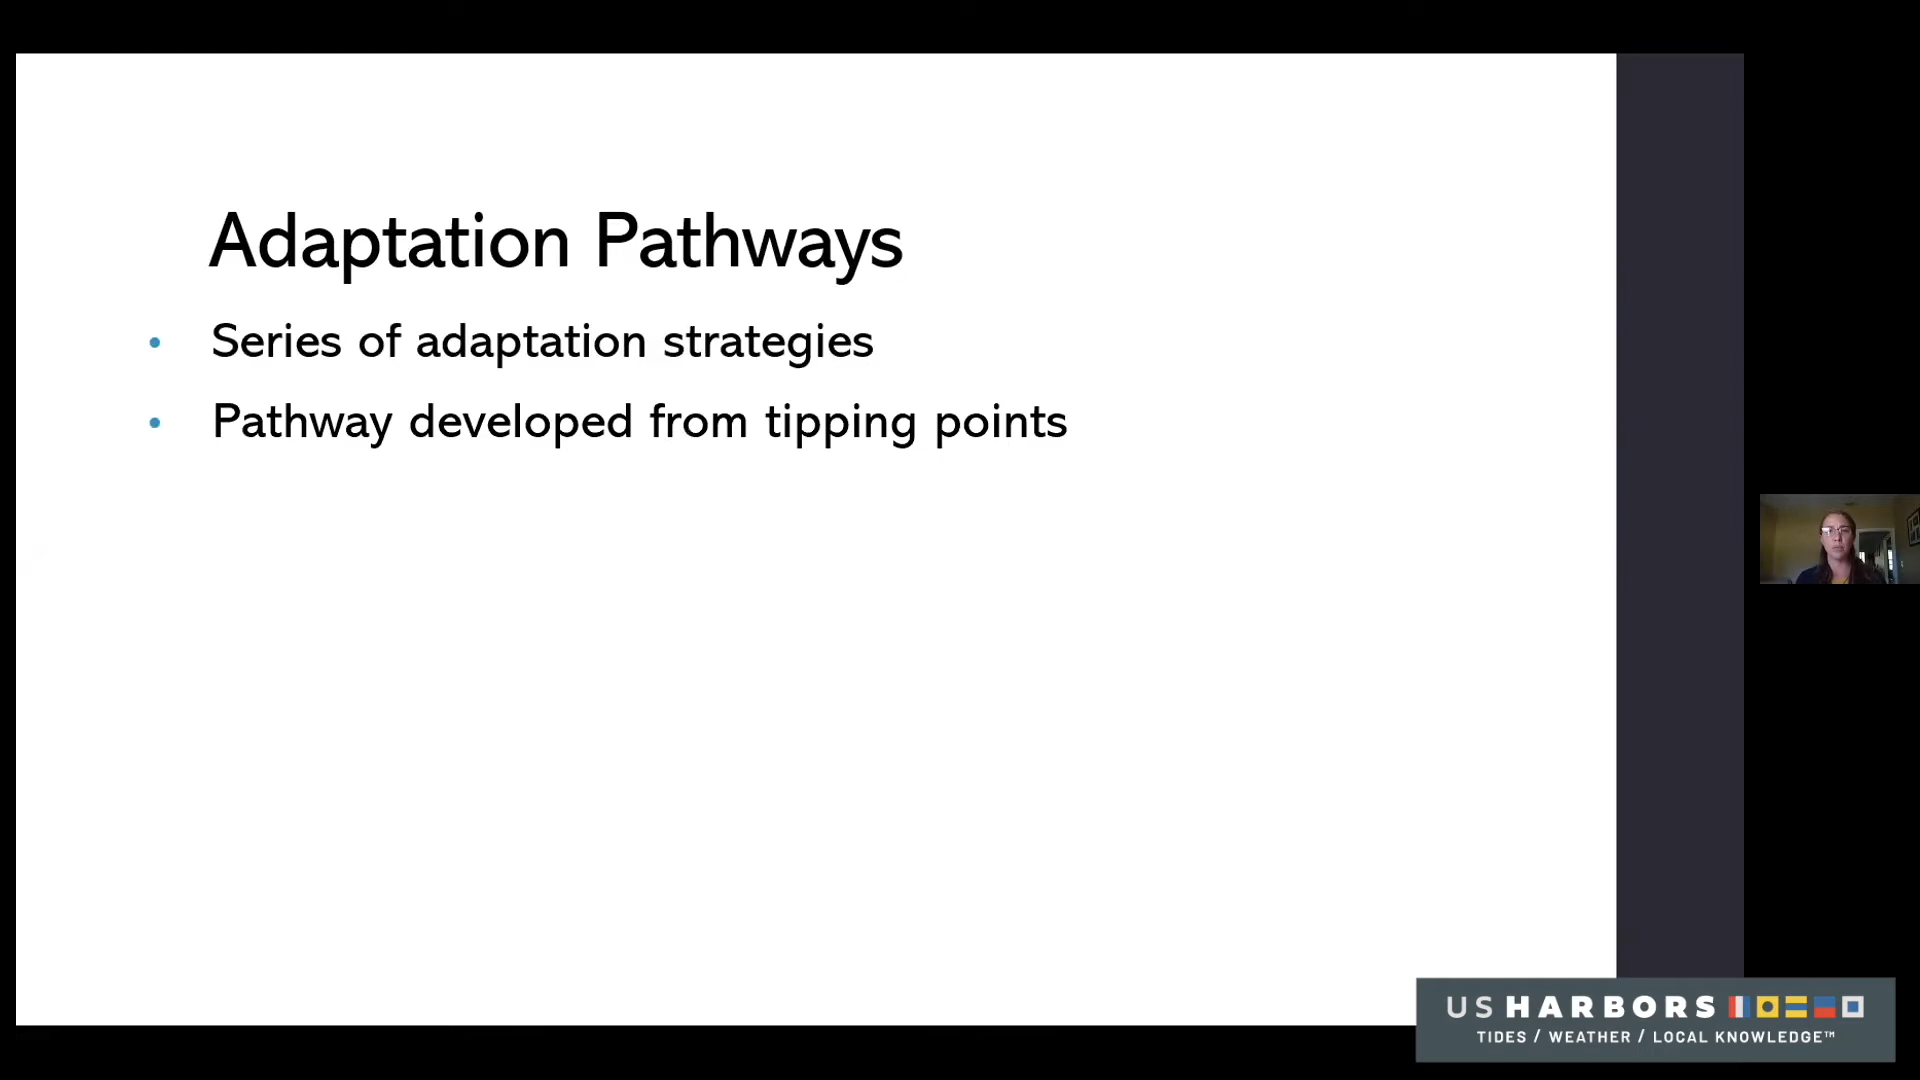 Adaptation Pathways
• Series of adaptation strategies
• Pathway developed from tipping points
US HARBORS
TIDES / WEATHER / LOCAL KNOWLEDGE™